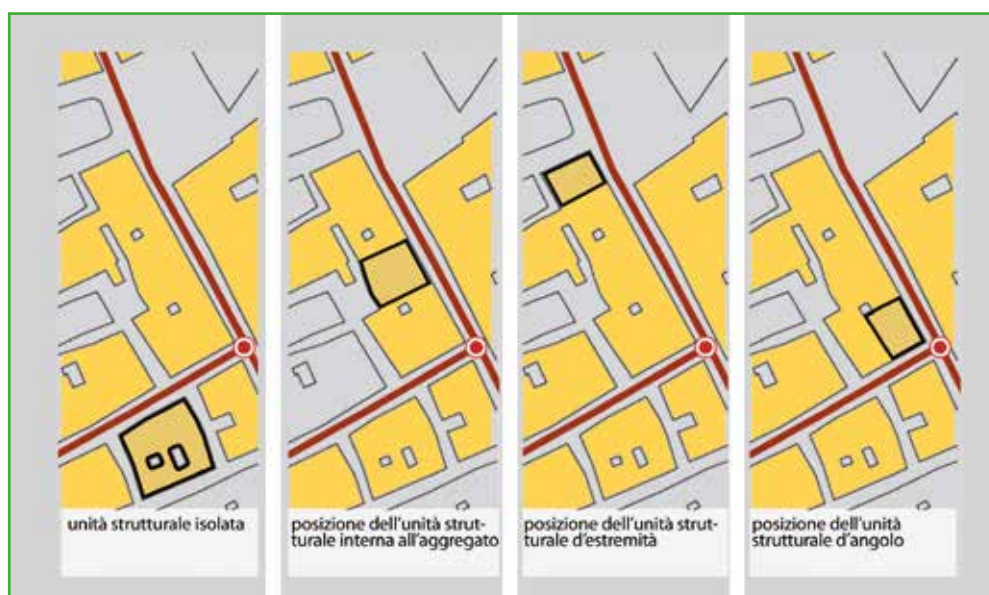 unità strutturale isolata
posizione dell'unità strut-
turale interna all'aggregato
posizione dell'unità strut-
turale d'estremità
posizione dell'unità
strutturale d'angolo